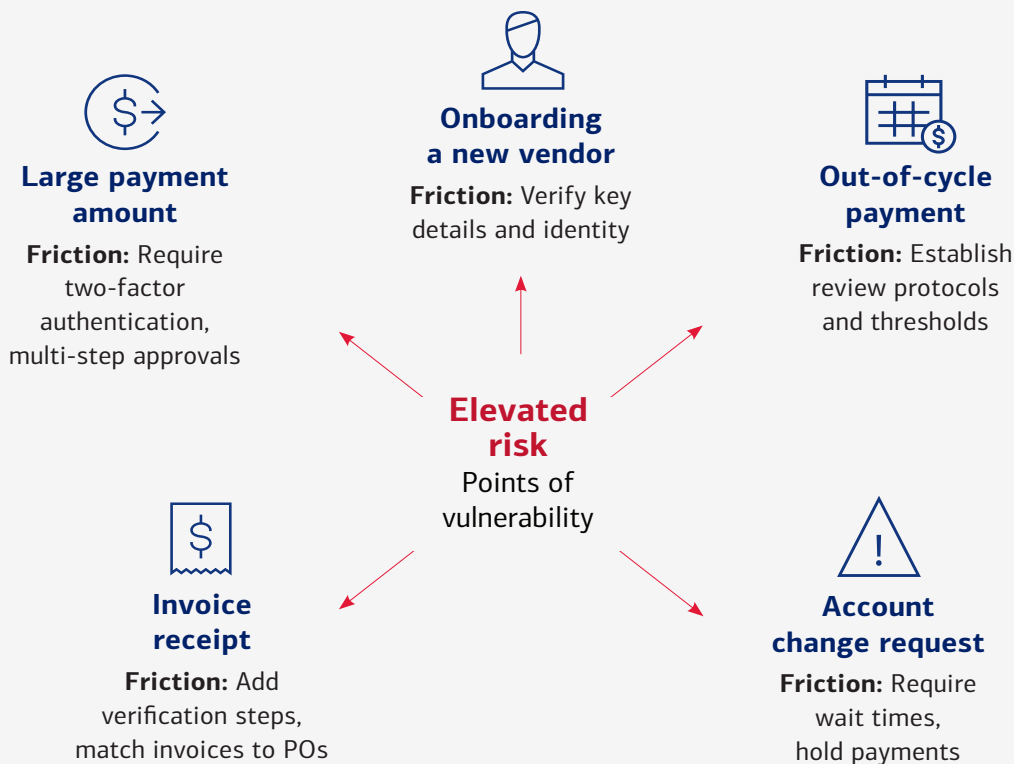 Onboarding
a new vendor
Friction: Verify key
details and identity
Large payment
amount
Friction: Require
two-factor
authentication,
multi-step approvals
Out-of-cycle
payment
Friction: Establish
review protocols
and thresholds
Elevated
risk
Points of
vulnerability
Invoice
receipt
Friction: Add
verification steps,
match invoices to POs
Account
change request
Friction: Require
wait times,
hold payments